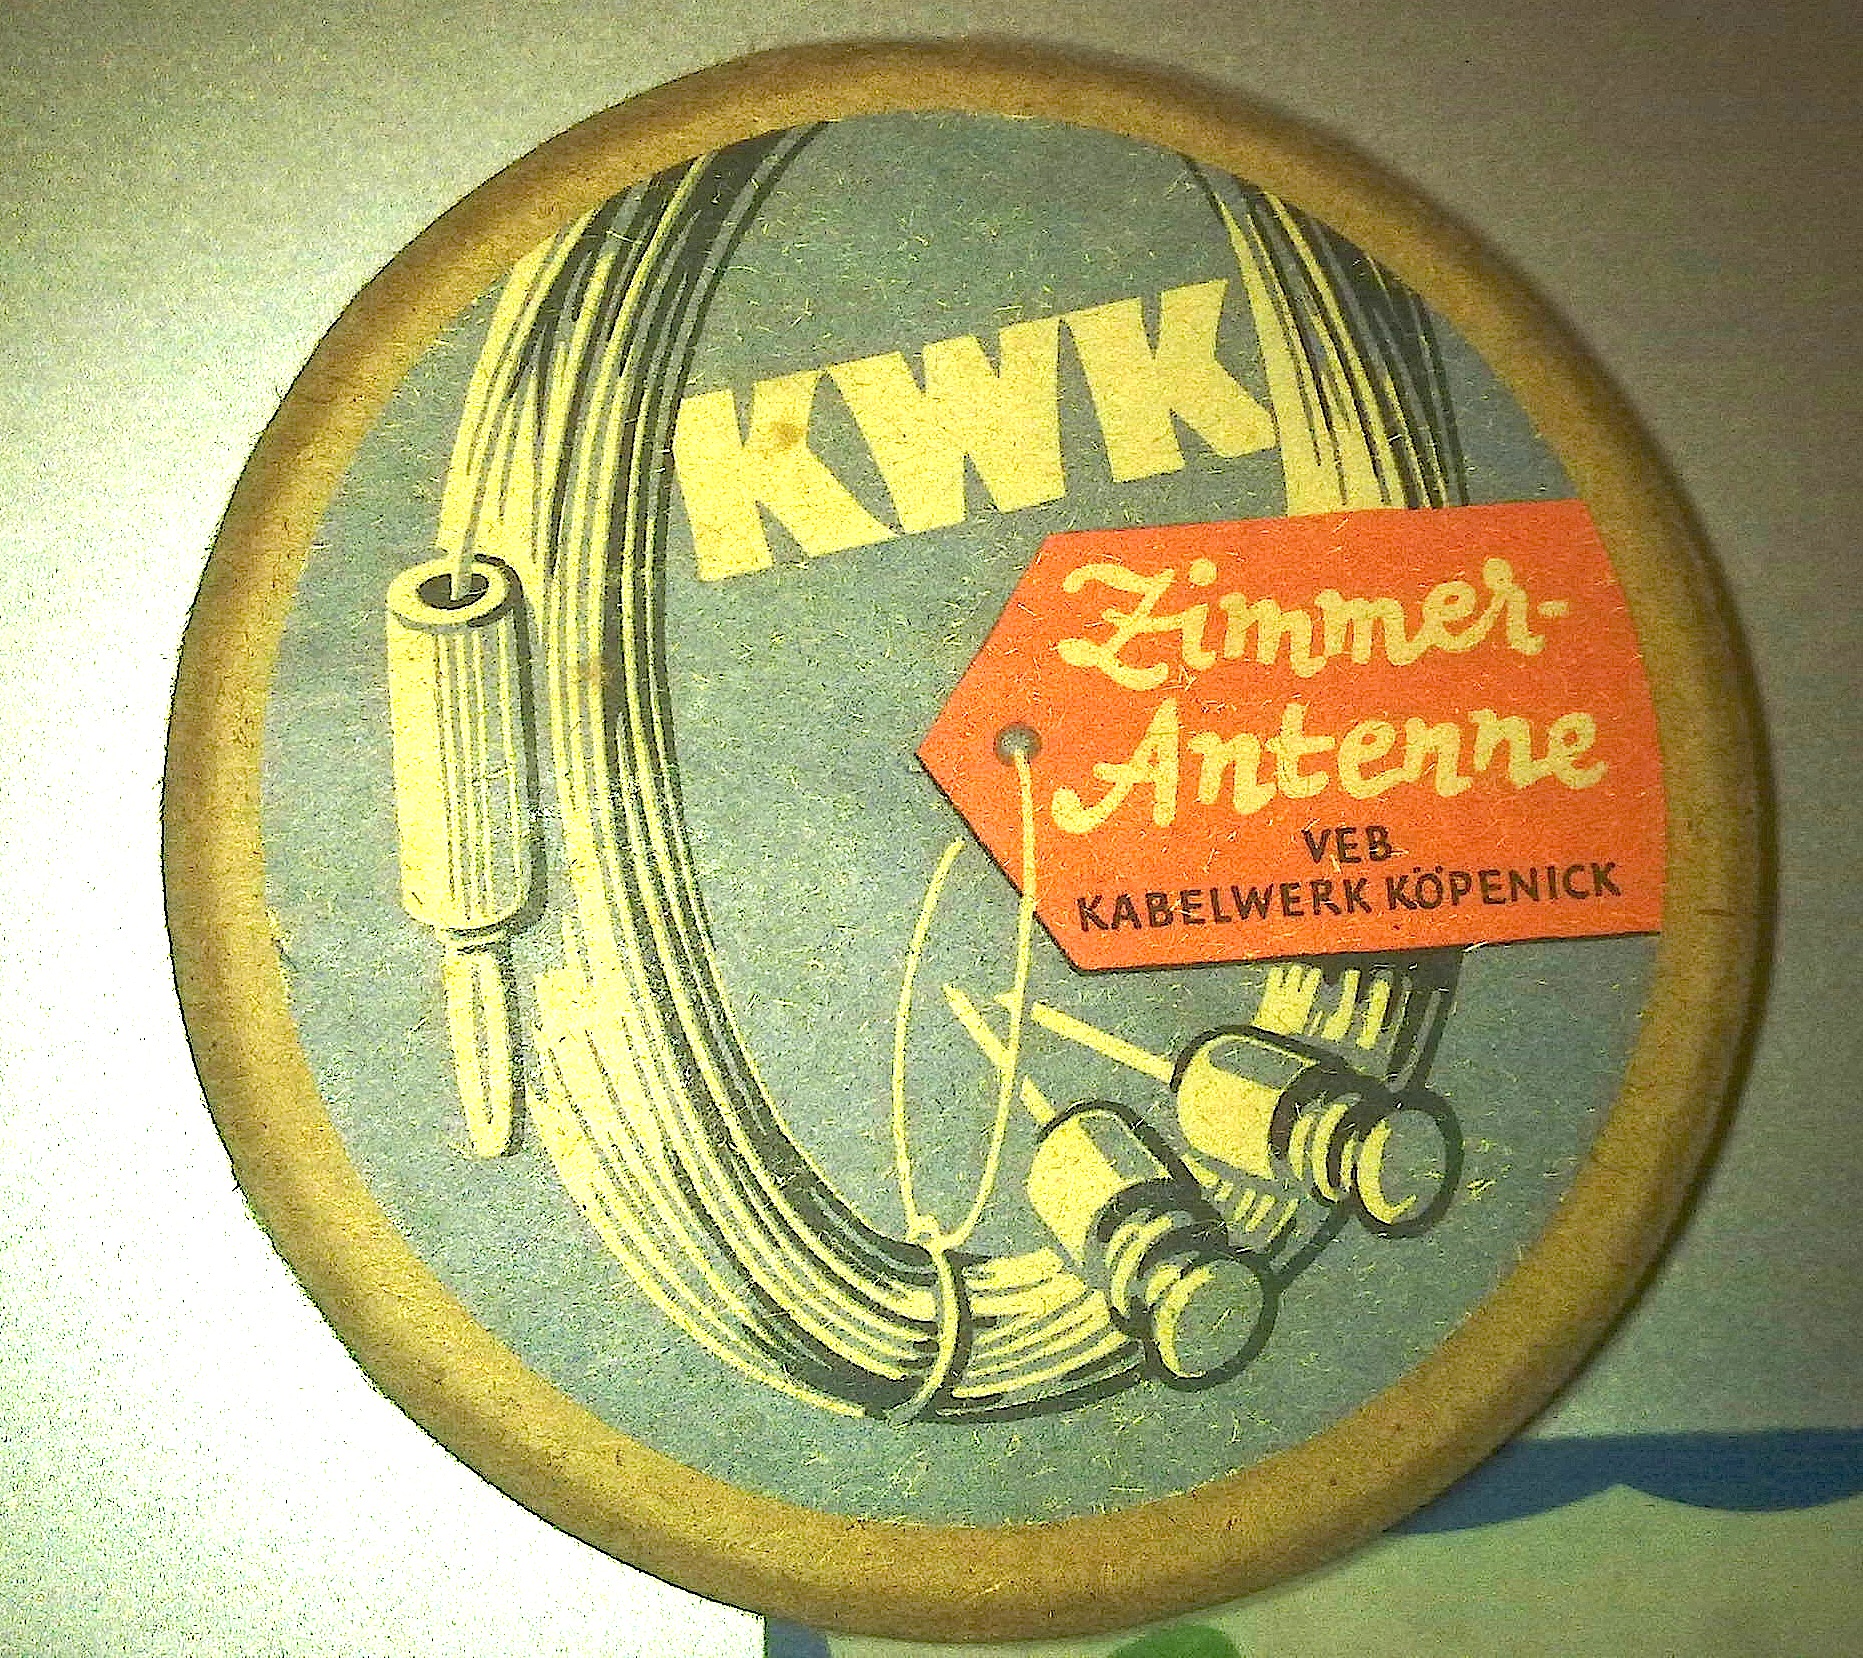 KWK
Zimmer-
Antenne
VEB
KABELWERK KÖPENICK